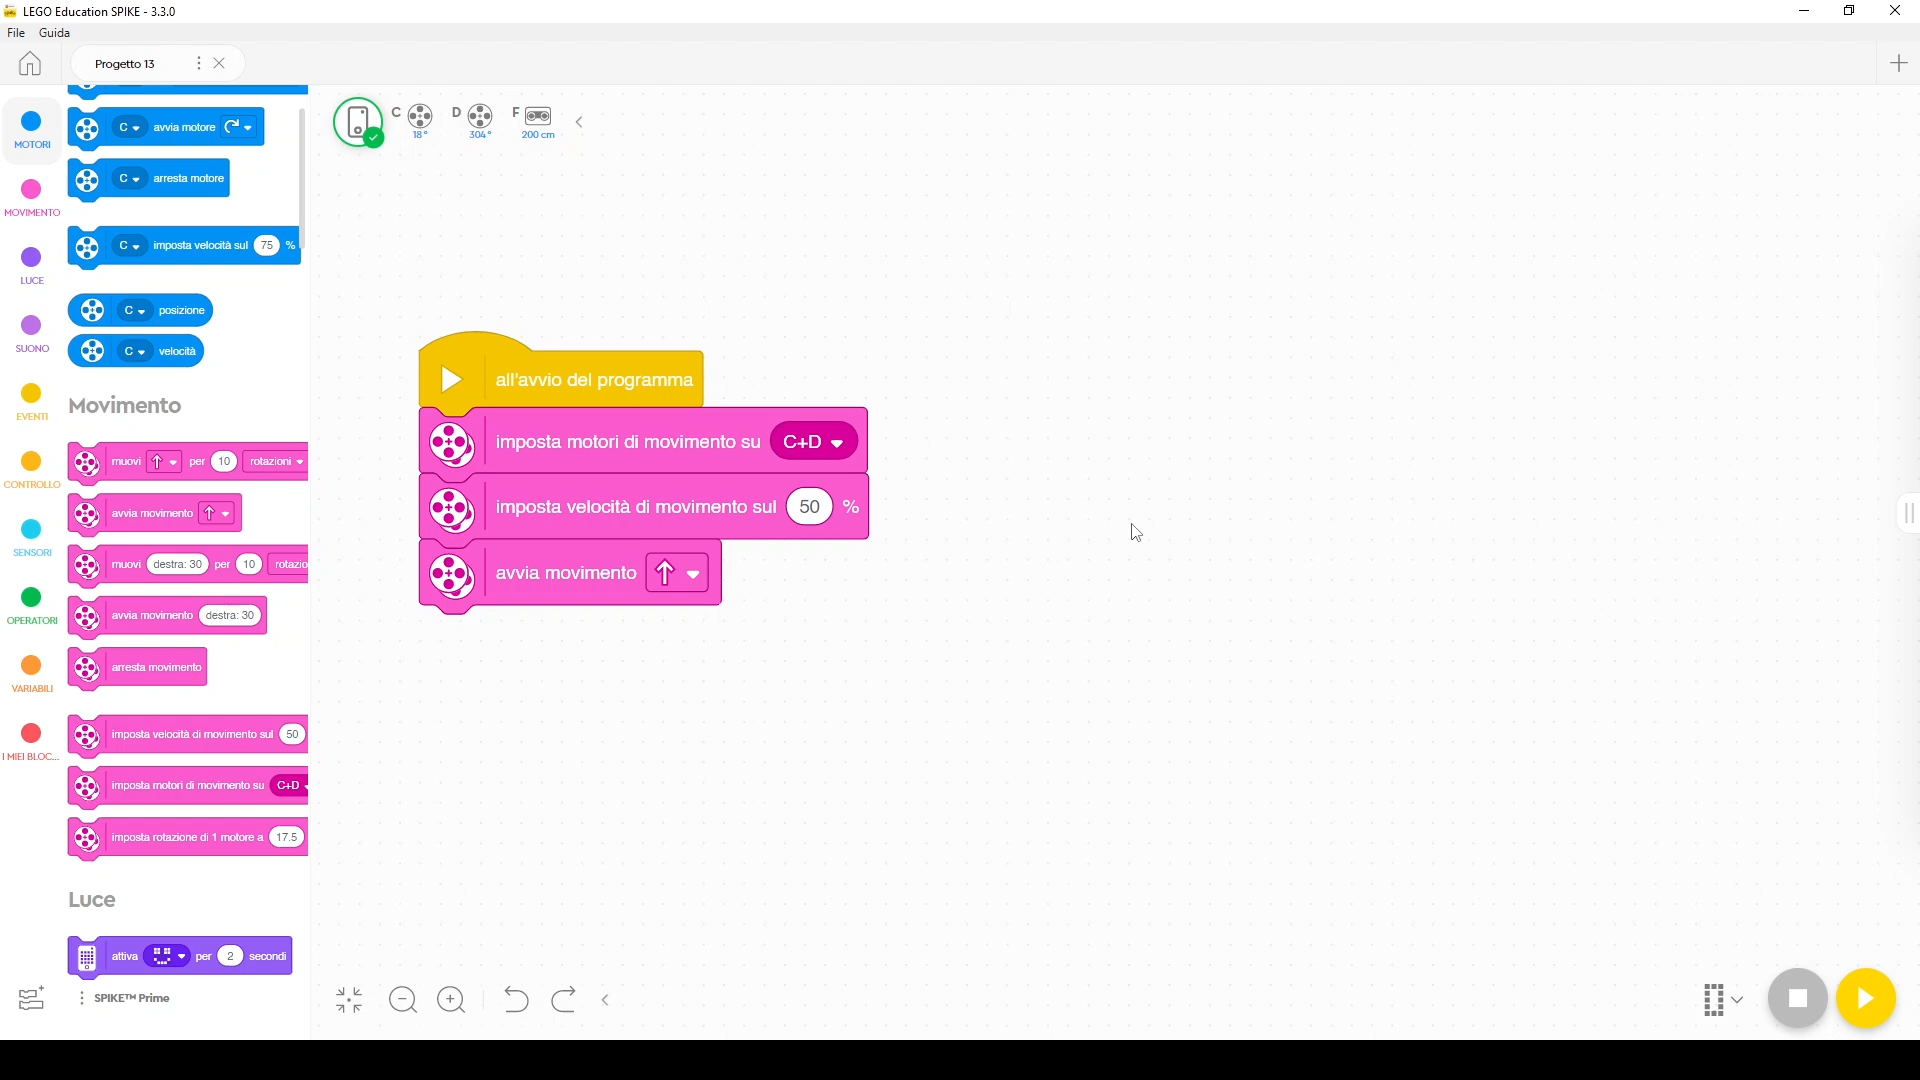 LEGO Education SPIKE - 3.3.0
File Guida
Progetto 13
MOTORI
MOVIMENTO
LUCE
SUONO
EVENTI
CONTROLLO
SENSORI
OPERATORI
VARIABILI
I MIEI BLOC...
C avvia motore
C arresta motore
C imposta velocità sul 75 %
C posizione
C velocità
Movimento
muovi per 10 rotazioni
avvia movimento
muovi destra: 30 per 10 rotazio
avvia movimento destra: 30
arresta movimento
imposta velocità di movimento sul 50
imposta motori di movimento su C+D
imposta rotazione di 1 motore a 17.5
Luce
attiva per 2 secondi
SPIKE™ Prime
C D F
18° 304° 200 cm
all'avvio del programma
imposta motori di movimento su C+D
imposta velocità di movimento sul 50 %
avvia movimento